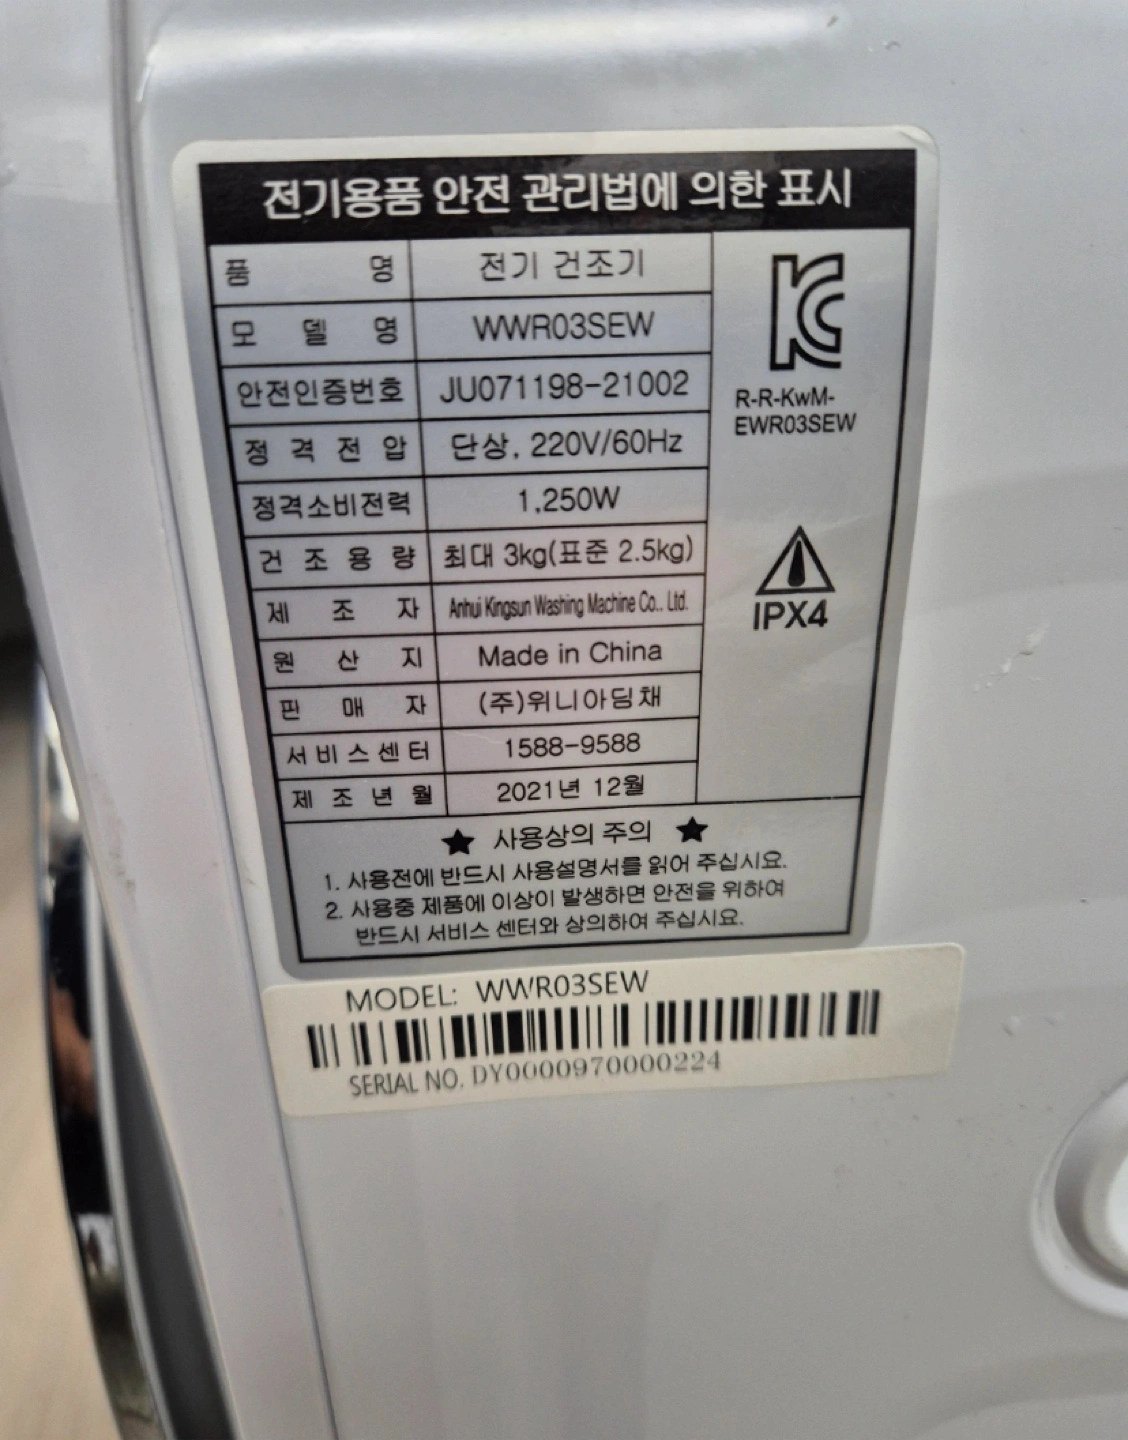 전기용품 안전 관리법에 의한 표시
품 명 전기 건조기
모 델 명 WWR03SEW
안전인증번호 JU071198-21002
정 격 전 압 단상, 220V/60Hz
정격소비전력 1,250W
건 조 용 량 최대 3kg(표준 2.5kg)
제 조 자 Anhui Kingsun Washing Machine Co., Ltd.
원 산 지 Made in China
판 매 자 (주)위니아딤채
서비스센터 1588-9588
제 조 년 월 2021년 12월
KC
R-R-KwM-
EWR03SEW
IPX4
★ 사용상의 주의 ★
1. 사용전에 반드시 사용설명서를 읽어 주십시요.
2. 사용중 제품에 이상이 발생하면 안전을 위하여
반드시 서비스 센터와 상의하여 주십시요.
MODEL: WWR03SEW
SERIAL NO. DY0000970000224